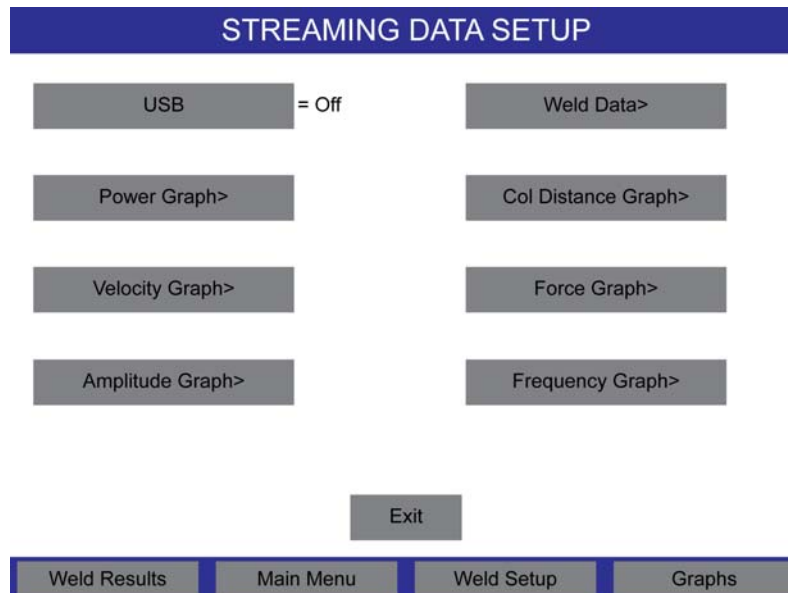 STREAMING DATA SETUP
USB = Off Weld Data>
Power Graph> Col Distance Graph>
Velocity Graph> Force Graph>
Amplitude Graph> Frequency Graph>
Exit
Weld Results Main Menu Weld Setup Graphs